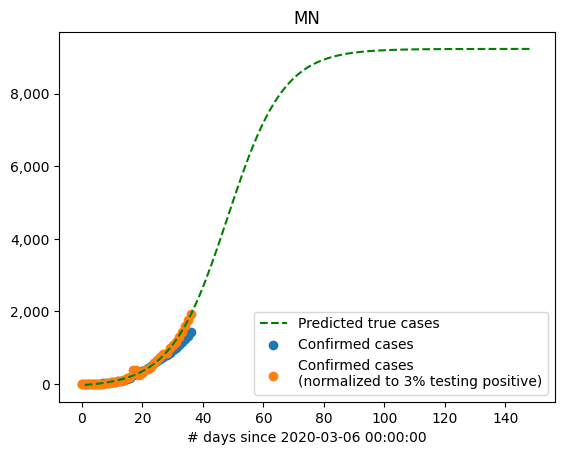 MN
8,000
6,000
4,000
2,000
0
Predicted true cases
Confirmed cases
Confirmed cases
(normalized to 3% testing positive)
0 20 40 60 80 100 120 140
# days since 2020-03-06 00:00:00